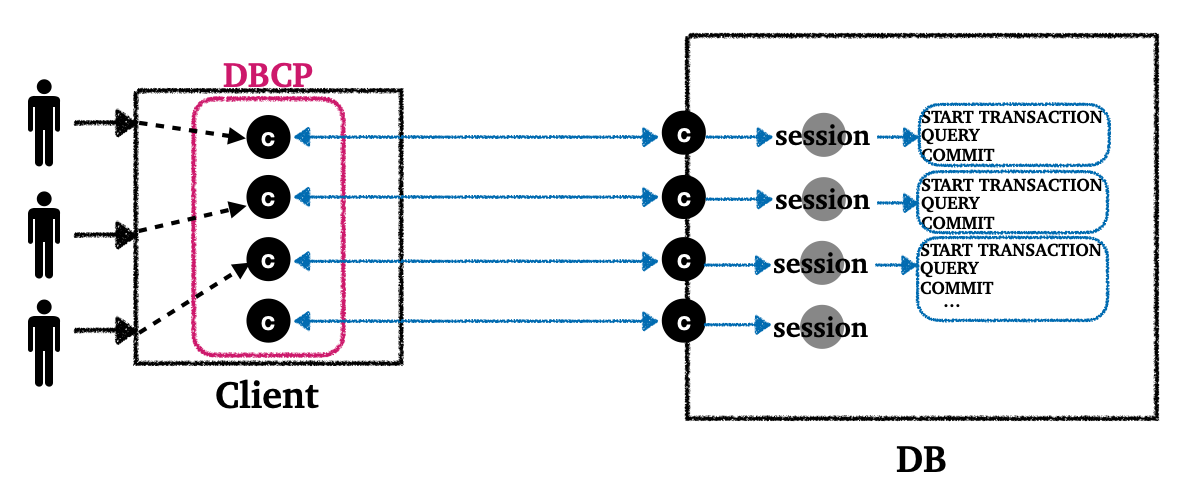 DBCP
c
c
session
START TRANSACTION
QUERY
COMMIT
c
c
session
START TRANSACTION
QUERY
COMMIT
c
c
session
START TRANSACTION
QUERY
COMMIT
...
c
c
session
Client
DB